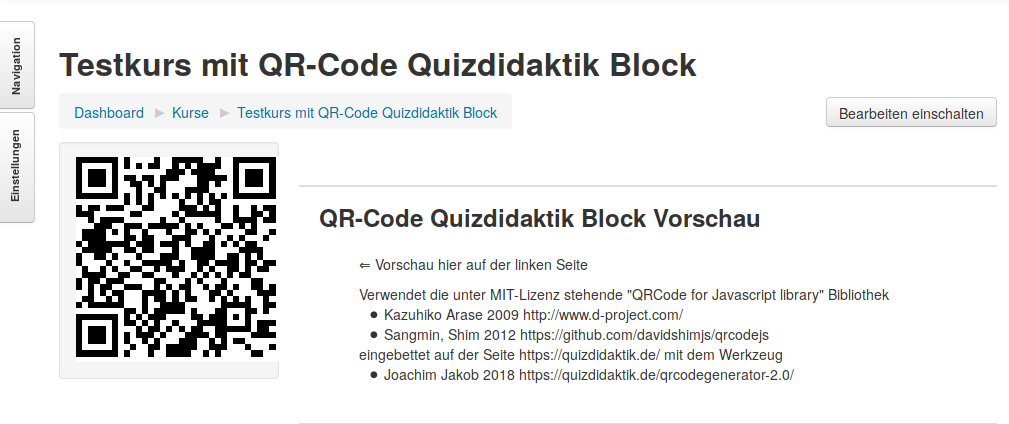 Navigation
Einstellungen
Testkurs mit QR-Code Quizdidaktik Block
Dashboard ► Kurse ► Testkurs mit QR-Code Quizdidaktik Block
Bearbeiten einschalten
QR-Code Quizdidaktik Block Vorschau
⇐ Vorschau hier auf der linken Seite
Verwendet die unter MIT-Lizenz stehende "QRCode for Javascript library" Bibliothek
● Kazuhiko Arase 2009 http://www.d-project.com/
● Sangmin, Shim 2012 https://github.com/davidshimjs/qrcodejs
eingebettet auf der Seite https://quizdidaktik.de/ mit dem Werkzeug
● Joachim Jakob 2018 https://quizdidaktik.de/qrcodegenerator-2.0/